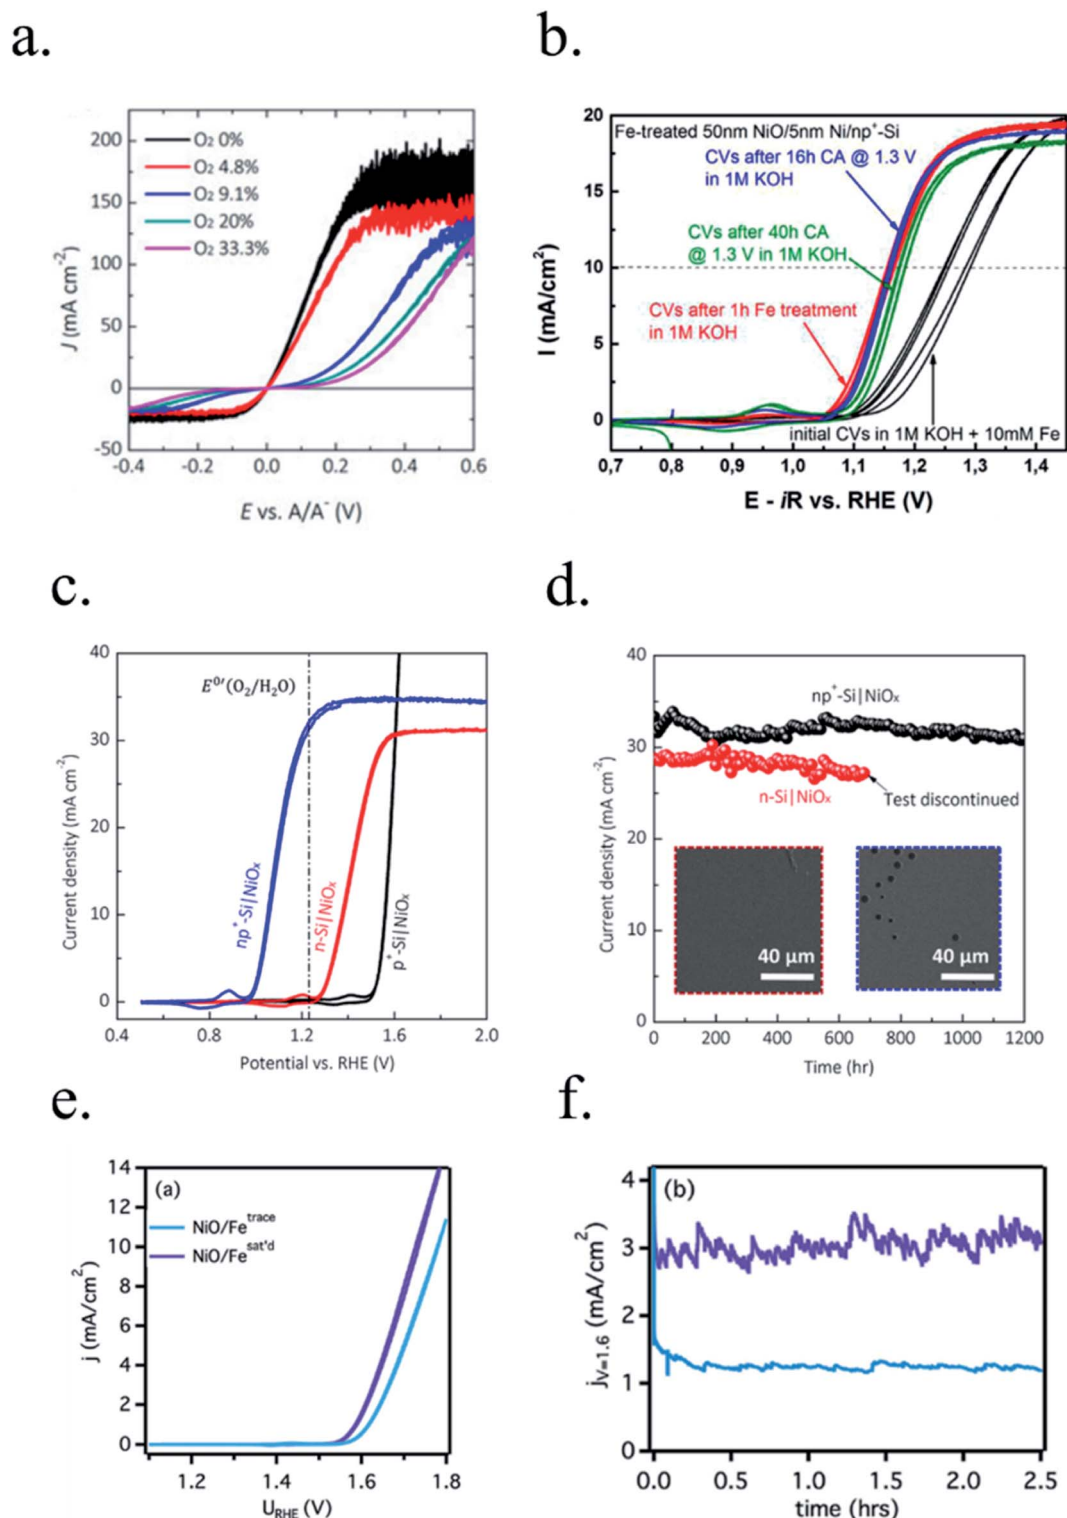 a.
O₂ 0%
O₂ 4.8%
O₂ 9.1%
O₂ 20%
O₂ 33.3%
200
150
100
50
0
-50
J (mA cm⁻²)
-0.4 -0.2 0.0 0.2 0.4 0.6
E vs. A/A⁻ (V)
b.
Fe-treated 50nm NiO/5nm Ni/np⁺-Si
CVs after 16h CA @ 1.3 V
in 1M KOH
CVs after 40h CA
@ 1.3 V in 1M KOH
CVs after 1h Fe treatment
in 1M KOH
initial CVs in 1M KOH + 10mM Fe
20
15
10
5
0
I (mA/cm²)
0,7 0,8 0,9 1,0 1,1 1,2 1,3 1,4
E - iR vs. RHE (V)
c.
E⁰′(O₂/H₂O)
np⁺-Si|NiOₓ
n-Si|NiOₓ
p⁺-Si|NiOₓ
40
30
20
10
0
Current density (mA cm⁻²)
0.4 0.8 1.2 1.6 2.0
Potential vs. RHE (V)
d.
np⁺-Si|NiOₓ
n-Si|NiOₓ
Test discontinued
40 μm
40 μm
40
30
20
10
0
Current density (mA cm⁻²)
0 200 400 600 800 1000 1200
Time (hr)
e.
(a)
NiO/Fe^trace
NiO/Fe^sat'd
14
12
10
8
6
4
2
0
j (mA/cm²)
1.2 1.4 1.6 1.8
U_RHE (V)
f.
(b)
4
3
2
1
0
j_V=1.6 (mA/cm²)
0.0 0.5 1.0 1.5 2.0 2.5
time (hrs)